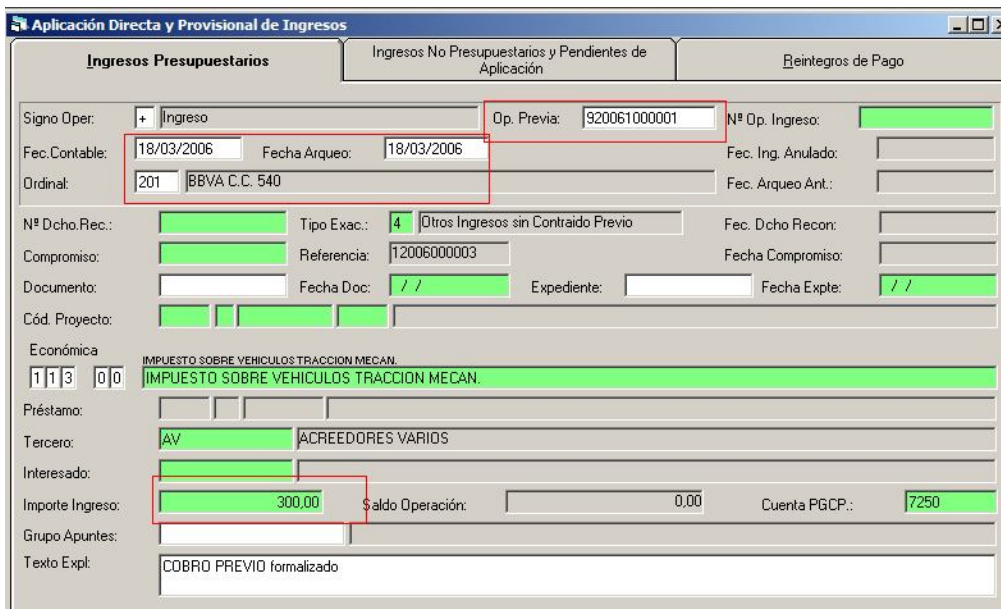 Aplicación Directa y Provisional de Ingresos
Ingresos Presupuestarios
Ingresos No Presupuestarios y Pendientes de Aplicación
Reintegros de Pago
Signo Oper: + Ingreso Op. Previa: 920061000001 Nº Op. Ingreso:
Fec.Contable: 18/03/2006 Fecha Arqueo: 18/03/2006 Fec. Ing. Anulado:
Ordinal: 201 BBVA C.C. 540 Fec. Arqueo Ant.:
Nº Dcho.Rec.: Tipo Exac.: 4 Otros Ingresos sin Contraido Previo Fec. Dcho Recon:
Compromiso: Referencia: 12006000003 Fecha Compromiso:
Documento: Fecha Doc: / / Expediente: Fecha Expte: / /
Cód. Proyecto:
Económica
IMPUESTO SOBRE VEHICULOS TRACCION MECAN.
1 1 3 0 0 IMPUESTO SOBRE VEHICULOS TRACCION MECAN.
Préstamo:
Tercero: AV ACREEDORES VARIOS
Interesado:
Importe Ingreso: 300,00 Saldo Operación: 0,00 Cuenta PGCP.: 7250
Grupo Apuntes:
Texto Expl: COBRO PREVIO formalizado